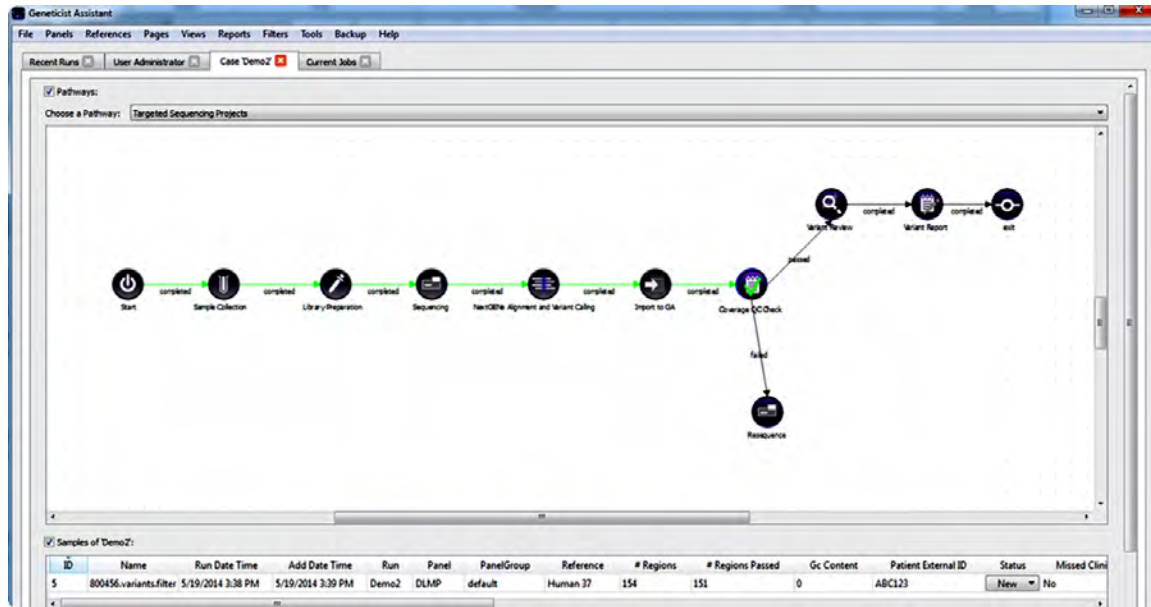 Geneticist Assistant
File Panels References Pages Views Reports Filters Tools Backup Help
Recent Runs User Administrator Case 'Demo2' Current Jobs
Pathways:
Choose a Pathway: Targeted Sequencing Projects
completed completed
Variant Review Variant Report exit
passed
completed completed completed completed completed completed
Start Sample Collection Library Preparation Sequencing NextGENe Alignment and Variant Calling Import to GA Coverage QC Check
failed
Resequence
Samples of 'Demo2':
ID Name Run Date Time Add Date Time Run Panel PanelGroup Reference # Regions # Regions Passed Gc Content Patient External ID Status Missed Clini
5 800456.variants.filter 5/19/2014 3:38 PM 5/19/2014 3:39 PM Demo2 DLMP default Human 37 154 151 0 ABC123 New No